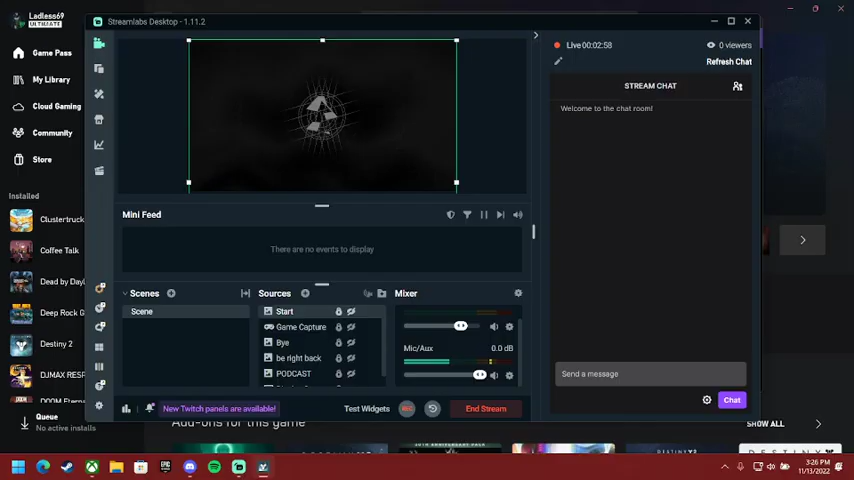 Ladless69
ULTIMATE
Game Pass
My Library
Cloud Gaming
Community
Store
Installed
Clustertruck
Coffee Talk
Dead by Dayl
Deep Rock G
Destiny 2
DJMAX RESP
DOOM Eternal
Queue
No active installs
Streamlabs Desktop - 1.11.2
Mini Feed
There are no events to display
Scenes
Scene
Sources
Start
Game Capture
Bye
be right back
PODCAST
Mixer
Mic/Aux
0.0 dB
New Twitch panels are available!
Test Widgets
REC
End Stream
Live 00:02:58
0 viewers
Refresh Chat
STREAM CHAT
Welcome to the chat room!
Send a message
Chat
Add-ons for this game
SHOW ALL
DESTINY
EPIC
3:26 PM
11/13/2022